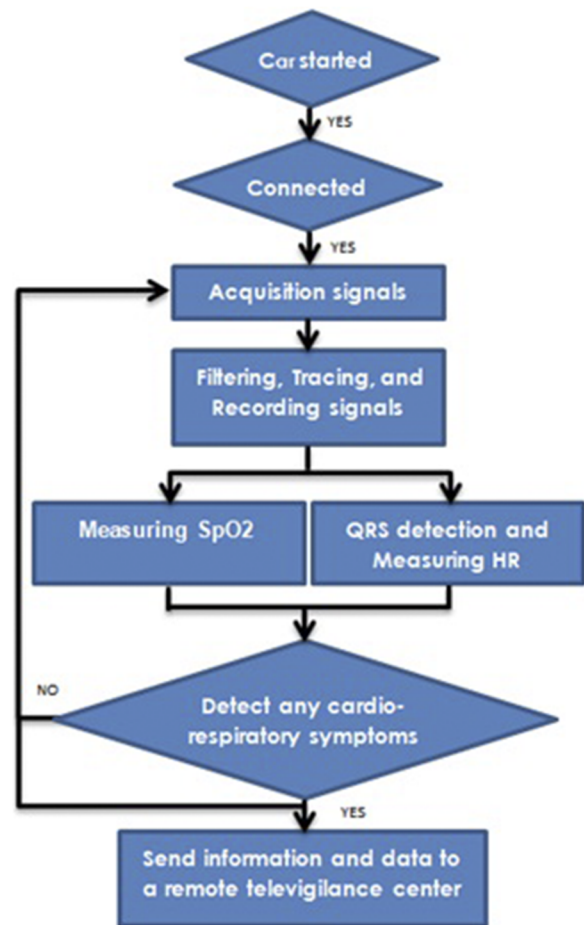 Car started
YES
Connected
YES
Acquisition signals
Filtering, Tracing, and
Recording signals
Measuring SpO2
QRS detection and
Measuring HR
NO
Detect any cardio-
respiratory symptoms
YES
Send information and data to
a remote televigilance center